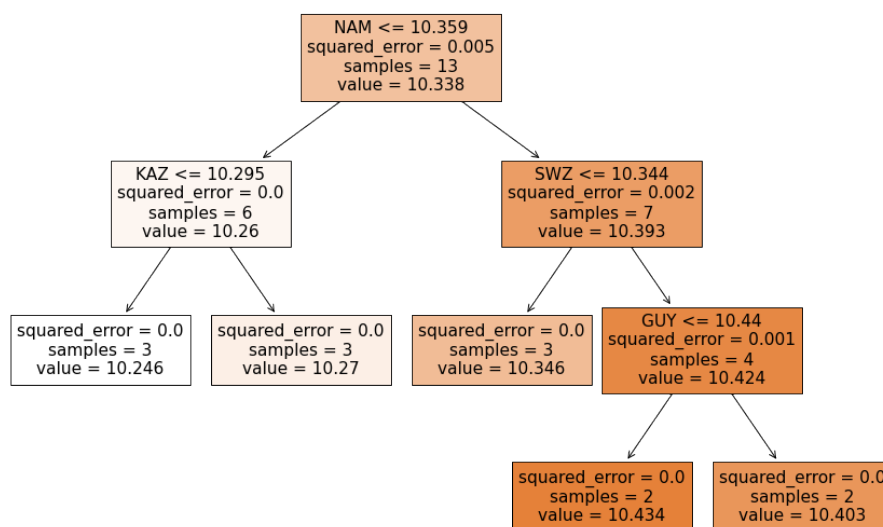 NAM <= 10.359
squared_error = 0.005
samples = 13
value = 10.338
KAZ <= 10.295
squared_error = 0.0
samples = 6
value = 10.26
SWZ <= 10.344
squared_error = 0.002
samples = 7
value = 10.393
squared_error = 0.0
samples = 3
value = 10.246
squared_error = 0.0
samples = 3
value = 10.27
squared_error = 0.0
samples = 3
value = 10.346
GUY <= 10.44
squared_error = 0.001
samples = 4
value = 10.424
squared_error = 0.0
samples = 2
value = 10.434
squared_error = 0.0
samples = 2
value = 10.403